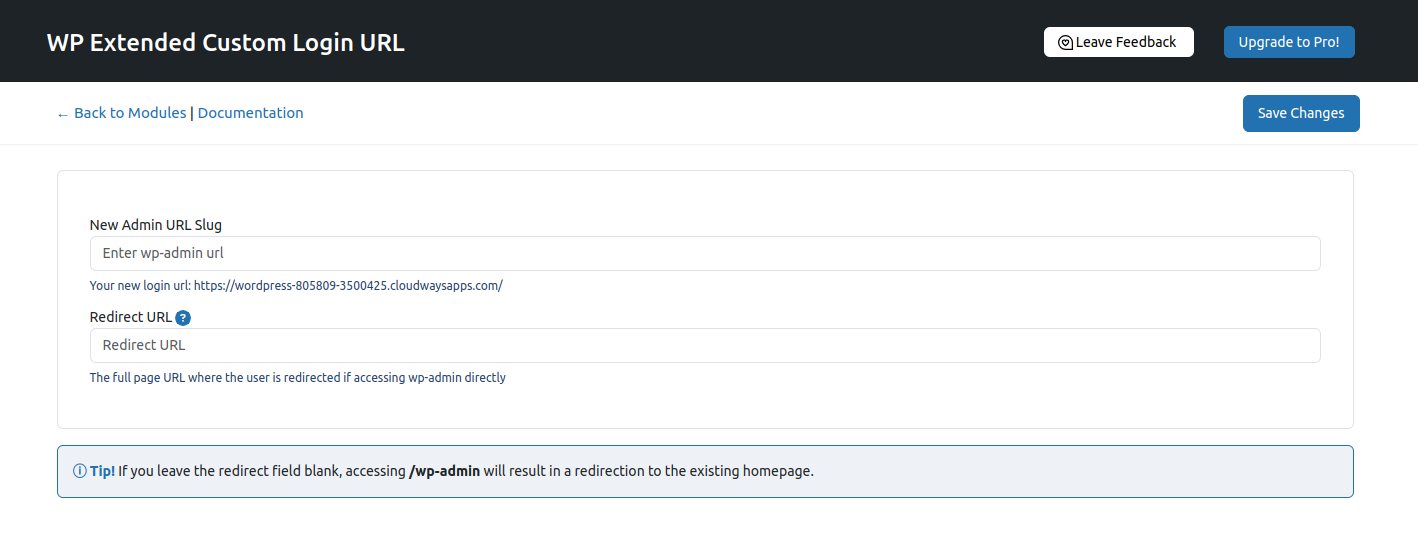 WP Extended Custom Login URL
Leave Feedback
Upgrade to Pro!
← Back to Modules | Documentation
Save Changes
New Admin URL Slug
Enter wp-admin url
Your new login url: https://wordpress-805809-3500425.cloudwaysapps.com/
Redirect URL ?
Redirect URL
The full page URL where the user is redirected if accessing wp-admin directly
Tip! If you leave the redirect field blank, accessing /wp-admin will result in a redirection to the existing homepage.